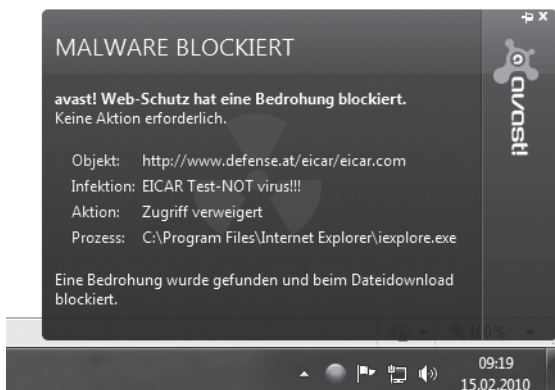 MALWARE BLOCKIERT
avast! Web-Schutz hat eine Bedrohung blockiert.
Keine Aktion erforderlich.
Objekt: http://www.defense.at/eicar/eicar.com
Infektion: EICAR Test-NOT virus!!!
Aktion: Zugriff verweigert
Prozess: C:\Program Files\Internet Explorer\iexplore.exe
Eine Bedrohung wurde gefunden und beim Dateidownload
blockiert.
avast!
100%
09:19
15.02.2010